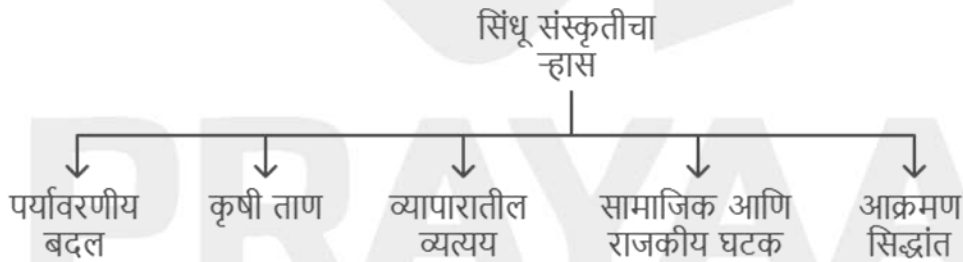 सिंधू संस्कृतीचा
ऱ्हास
पर्यावरणीय
बदल
कृषी ताण
व्यापारातील
व्यत्यय
सामाजिक आणि
राजकीय घटक
आक्रमण
सिद्धांत
PRAYAA